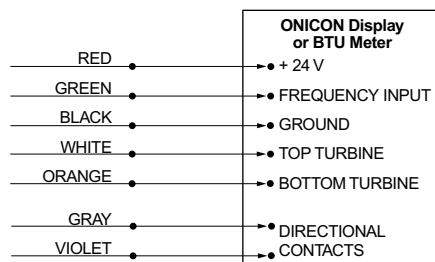 ONICON Display
or BTU Meter
RED + 24 V
GREEN FREQUENCY INPUT
BLACK GROUND
WHITE TOP TURBINE
ORANGE BOTTOM TURBINE
GRAY DIRECTIONAL
VIOLET CONTACTS